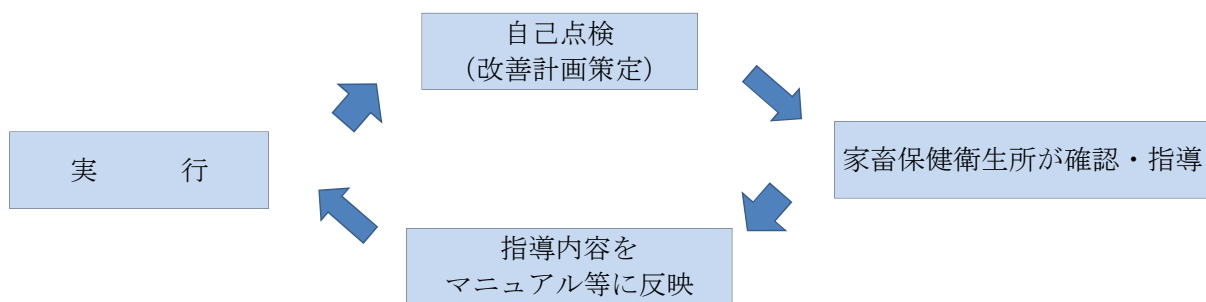 自己点検
（改善計画策定）
実　　　行
家畜保健衛生所が確認・指導
指導内容を
マニュアル等に反映